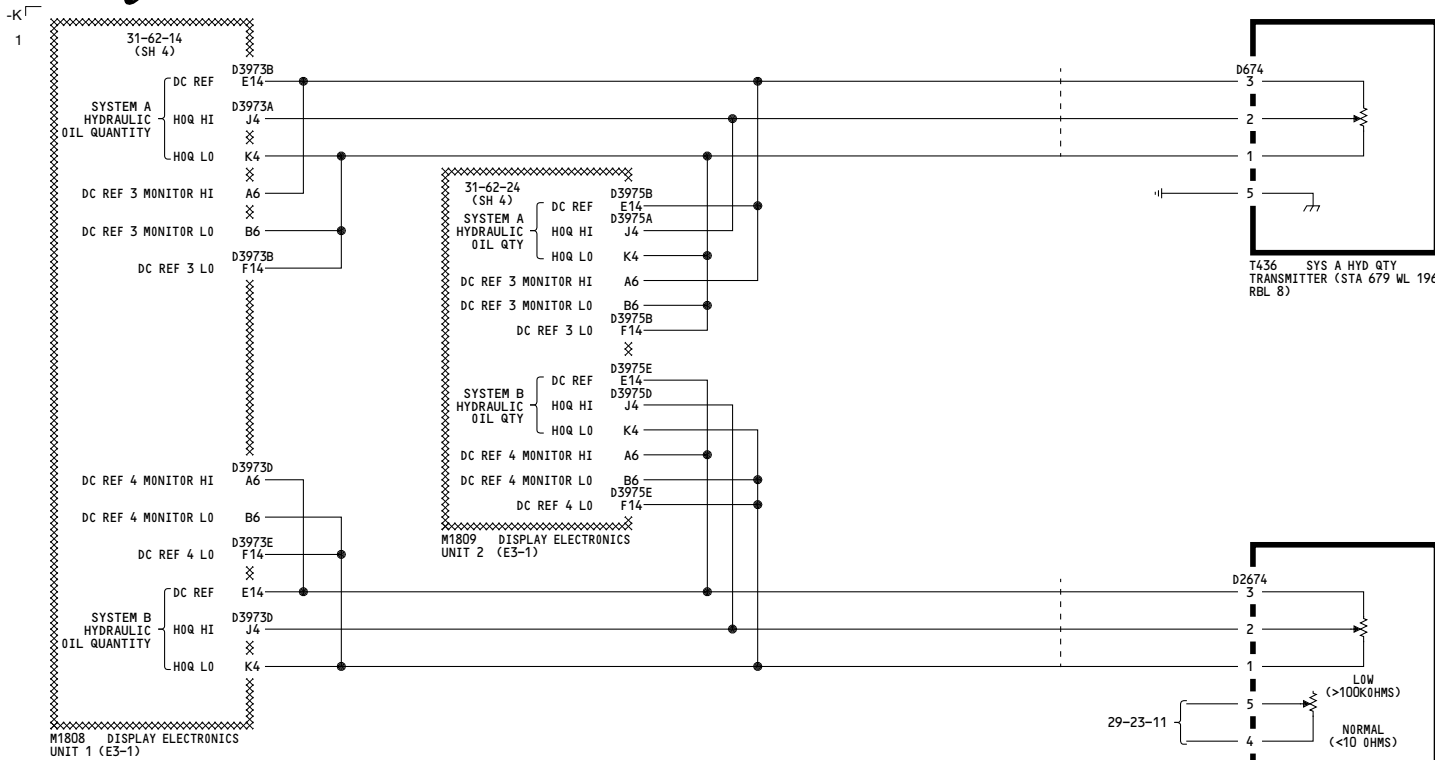 -K
1
31-62-14
(SH 4)
D3973B
DC REF E14
SYSTEM A
HYDRAULIC
OIL QUANTITY
D3973A
HOQ HI J4
HOQ LO K4
DC REF 3 MONITOR HI A6
DC REF 3 MONITOR LO B6
D3973B
DC REF 3 LO F14
D3973D
DC REF 4 MONITOR HI A6
DC REF 4 MONITOR LO B6
D3973E
DC REF 4 LO F14
DC REF E14
SYSTEM B
HYDRAULIC
OIL QUANTITY
D3973D
HOQ HI J4
HOQ LO K4
M1808 DISPLAY ELECTRONICS
UNIT 1 (E3-1)
31-62-24
(SH 4)
D3975B
DC REF E14
SYSTEM A
HYDRAULIC
OIL QTY
D3975A
HOQ HI J4
HOQ LO K4
DC REF 3 MONITOR HI A6
DC REF 3 MONITOR LO B6
D3975B
DC REF 3 LO F14
D3975E
DC REF E14
SYSTEM B
HYDRAULIC
OIL QTY
D3975D
HOQ HI J4
HOQ LO K4
DC REF 4 MONITOR HI A6
DC REF 4 MONITOR LO B6
D3975E
DC REF 4 LO F14
M1809 DISPLAY ELECTRONICS
UNIT 2 (E3-1)
D674
3
2
1
5
T436 SYS A HYD QTY
TRANSMITTER (STA 679 WL 196
RBL 8)
D2674
3
2
1
5
4
29-23-11
LOW
(>100KOHMS)
NORMAL
(<10 OHMS)